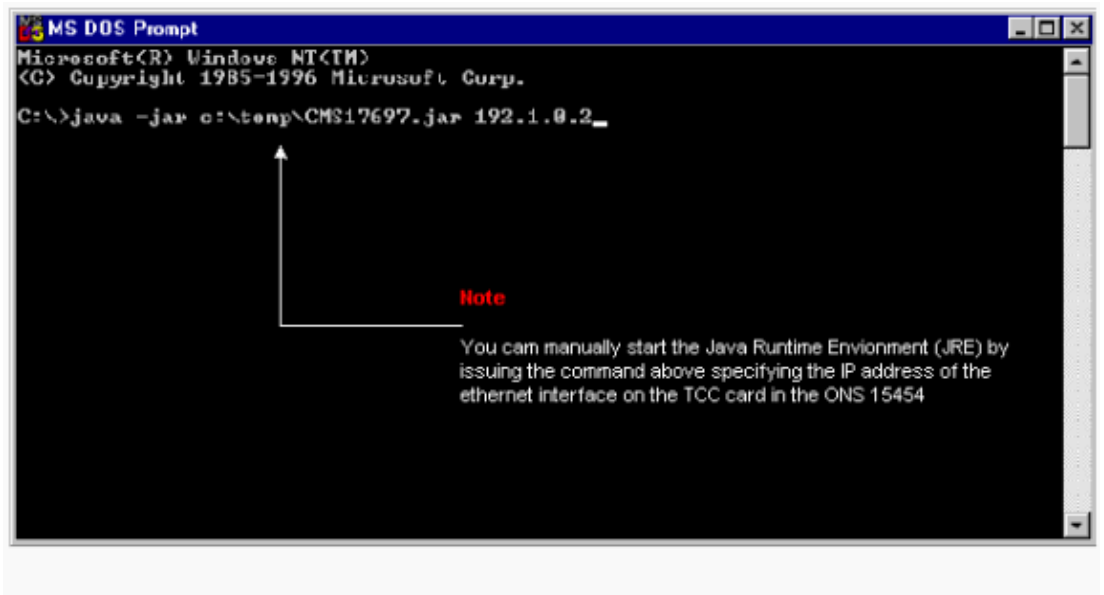 MS DOS Prompt
Microsoft(R) Windows NT(TM)
(C) Copyright 1985-1996 Microsoft Corp.
C:\>java -jar c:\temp\CMS17697.jar 192.1.0.2_
Note
You cam manually start the Java Runtime Envionment (JRE) by
issuing the command above specifying the IP address of the
ethernet interface on the TCC card in the ONS 15454